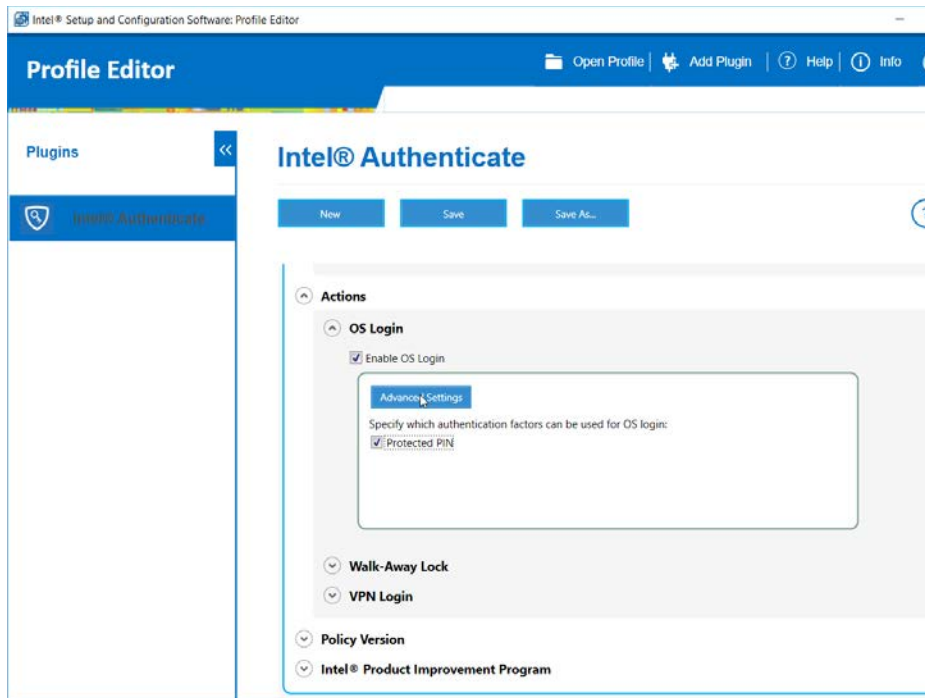 Intel® Setup and Configuration Software: Profile Editor
Profile Editor
Open Profile
Add Plugin
Help
Info
Plugins
Intel® Authenticate
Intel® Authenticate
New
Save
Save As...
Actions
OS Login
Enable OS Login
Advanced Settings
Specify which authentication factors can be used for OS login:
Protected PIN
Walk-Away Lock
VPN Login
Policy Version
Intel® Product Improvement Program